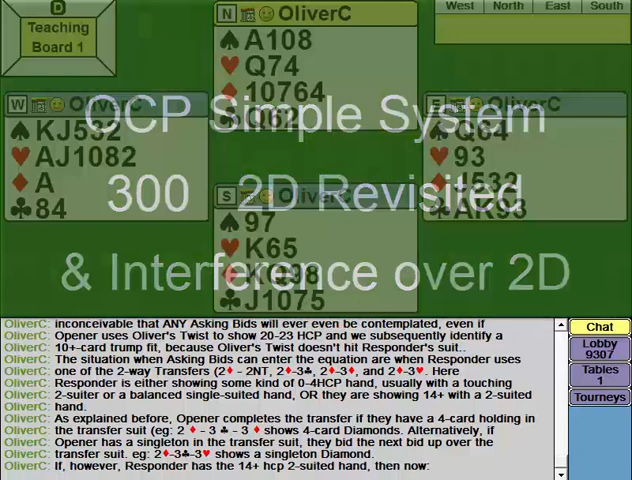 D
Teaching
Board 1
N OliverC
♠ A108
♥ Q74
♦ 10764
♣ Q62
West North East South
W OliverC
♠ KJ532
♥ AJ1082
♦ A
♣ 84
OliverC
♠ Q64
♥ 93
♦ J532
♣ AK93
S OliverC
♠ 97
♥ K65
♦ KQ98
♣ J1075
OCP Simple System
300 - 2D Revisited
& Interference over 2D
OliverC: inconceivable that ANY Asking Bids will ever even be contemplated, even if
OliverC: Opener uses Oliver's Twist to show 20-23 HCP and we subsequently identify a
OliverC: 10+-card trump fit, because Oliver's Twist doesn't hit Responder's suit..
OliverC: The situation when Asking Bids can enter the equation are when Responder uses
OliverC: one of the 2-way Transfers (2♦ - 2NT, 2♦-3♣, 2♦-3♦, and 2♦-3♥. Here
OliverC: Responder is either showing some kind of 0-4HCP hand, usually with a touching
OliverC: 2-suiter or a balanced single-suited hand, OR they are showing 14+ with a 2-suited
OliverC: hand.
OliverC: As explained before, Opener completes the transfer if they have a 4-card holding in
OliverC: the transfer suit (eg: 2 ♦ - 3 ♣ - 3 ♦ shows 4-card Diamonds. Alternatively, if
OliverC: Opener has a singleton in the transfer suit, they bid the next bid up over the
OliverC: transfer suit. eg: 2♦-3♣-3♥ shows a singleton Diamond.
OliverC: If, however, Responder has the 14+ hcp 2-suited hand, then now:
Chat
Lobby
9307
Tables
1
Tourneys